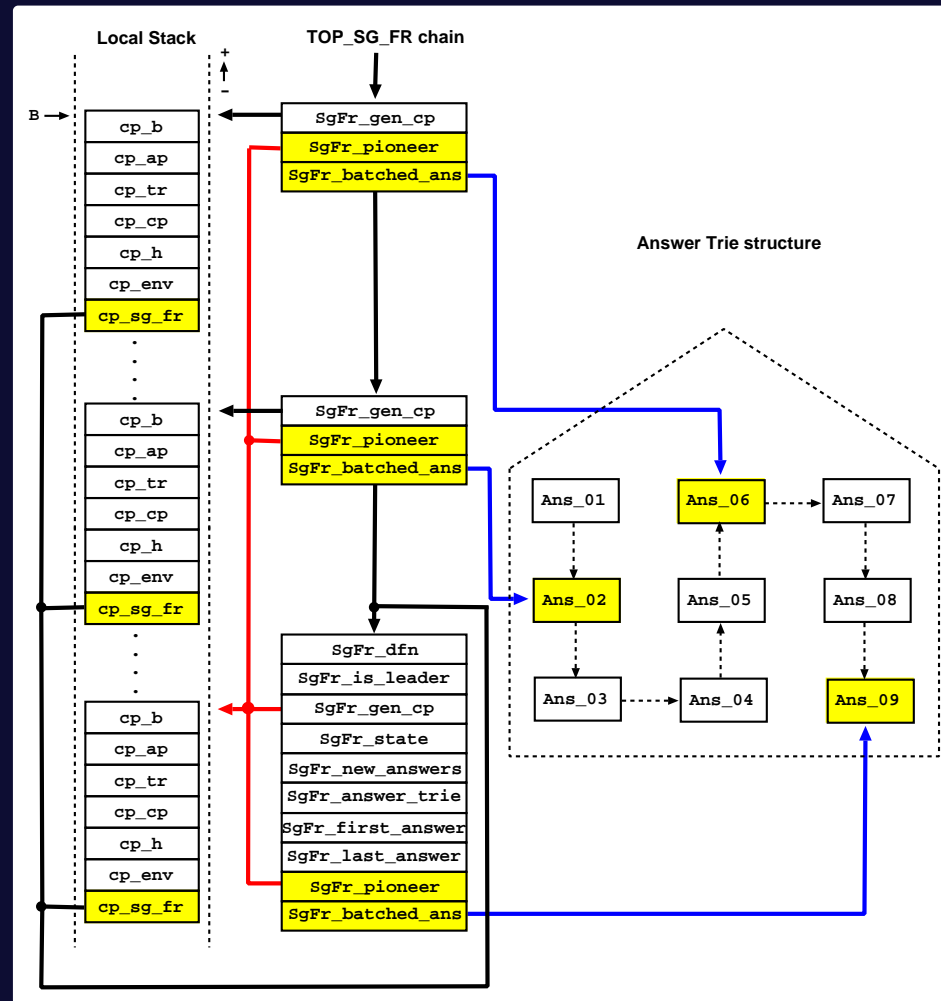 Local Stack
TOP_SG_FR chain
+
-
B
cp_b
cp_ap
cp_tr
cp_cp
cp_h
cp_env
cp_sg_fr
cp_b
cp_ap
cp_tr
cp_cp
cp_h
cp_env
cp_sg_fr
cp_b
cp_ap
cp_tr
cp_cp
cp_h
cp_env
cp_sg_fr
SgFr_gen_cp
SgFr_pioneer
SgFr_batched_ans
SgFr_gen_cp
SgFr_pioneer
SgFr_batched_ans
SgFr_dfn
SgFr_is_leader
SgFr_gen_cp
SgFr_state
SgFr_new_answers
SgFr_answer_trie
SgFr_first_answer
SgFr_last_answer
SgFr_pioneer
SgFr_batched_ans
Answer Trie structure
Ans_01
Ans_06
Ans_07
Ans_02
Ans_05
Ans_08
Ans_03
Ans_04
Ans_09